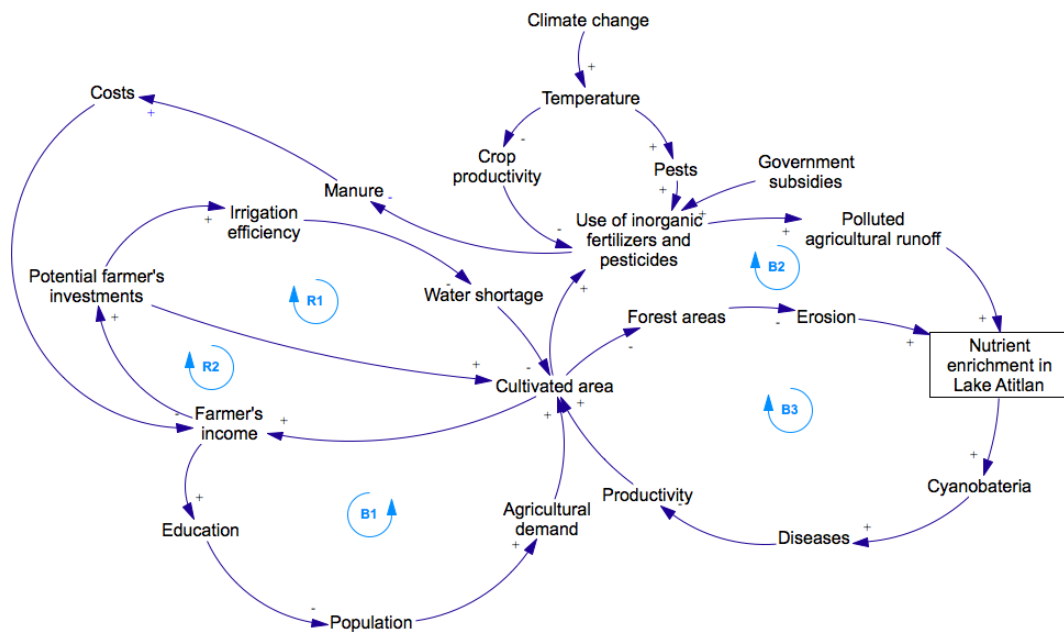 Climate change
+
Costs
Temperature
+
-
+
Crop
productivity
Pests
+
Government
subsidies
Manure
-
+
Irrigation
efficiency
-
Use of inorganic
fertilizers and
pesticides
+
Polluted
agricultural runoff
B2
Potential farmer's
investments
+
R1
-
Water shortage
+
Forest areas
-
Erosion
+
+
Nutrient
enrichment in
Lake Atitlan
+
R2
+
-
-
Cultivated area
+
+
B3
-
Farmer's
income
+
+
Cyanobateria
+
Education
B1
Agricultural
demand
+
Productivity
-
Diseases
+
-
Population